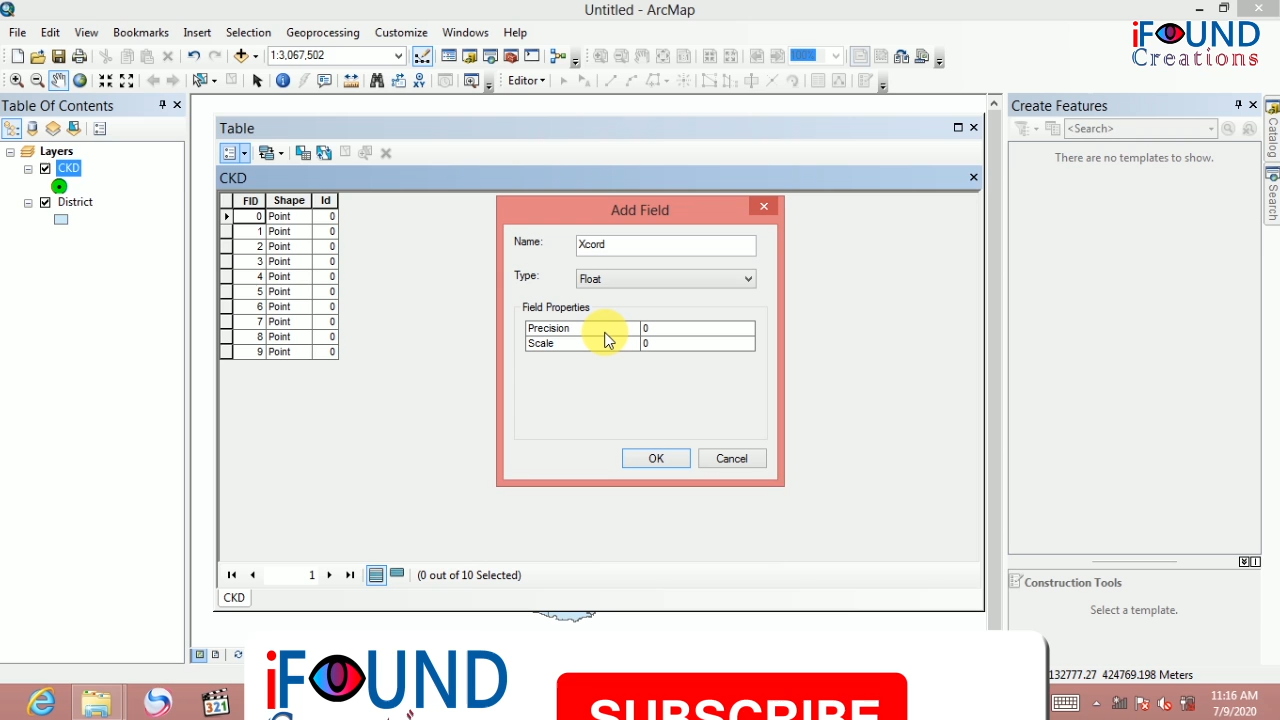 Untitled - ArcMap
File Edit View Bookmarks Insert Selection Geoprocessing Customize Windows Help
1:3,067,502
100%
Editor
iFOUND
Creations
Table Of Contents
Layers
CKD
District
Table
CKD
FID Shape Id
0 Point 0
1 Point 0
2 Point 0
3 Point 0
4 Point 0
5 Point 0
6 Point 0
7 Point 0
8 Point 0
9 Point 0
Add Field
Name: Xcord
Type: Float
Field Properties
Precision 0
Scale 0
OK Cancel
1 (0 out of 10 Selected)
CKD
Create Features
<Search>
There are no templates to show.
Catalog
Search
Construction Tools
Select a template.
132777.27 424769.198 Meters
iFOUND
SUBSCRIBE
321
11:16 AM
7/9/2020